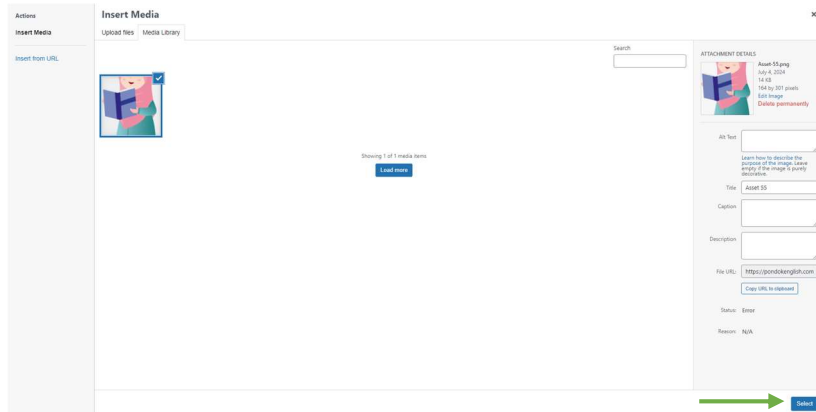 Actions
Insert Media
Insert from URL
Insert Media
Upload files Media Library
Search
Showing 1 of 1 media items
Load more
ATTACHMENT DETAILS
Asset-55.png
July 4, 2024
14 KB
164 by 301 pixels
Edit Image
Delete permanently
Alt Text
Learn how to describe the
purpose of the image. Leave
empty if the image is purely
decorative.
Title Asset 55
Caption
Description
File URL: https://pondokenglish.com
Copy URL to clipboard
Status: Error
Reason: N/A
Select